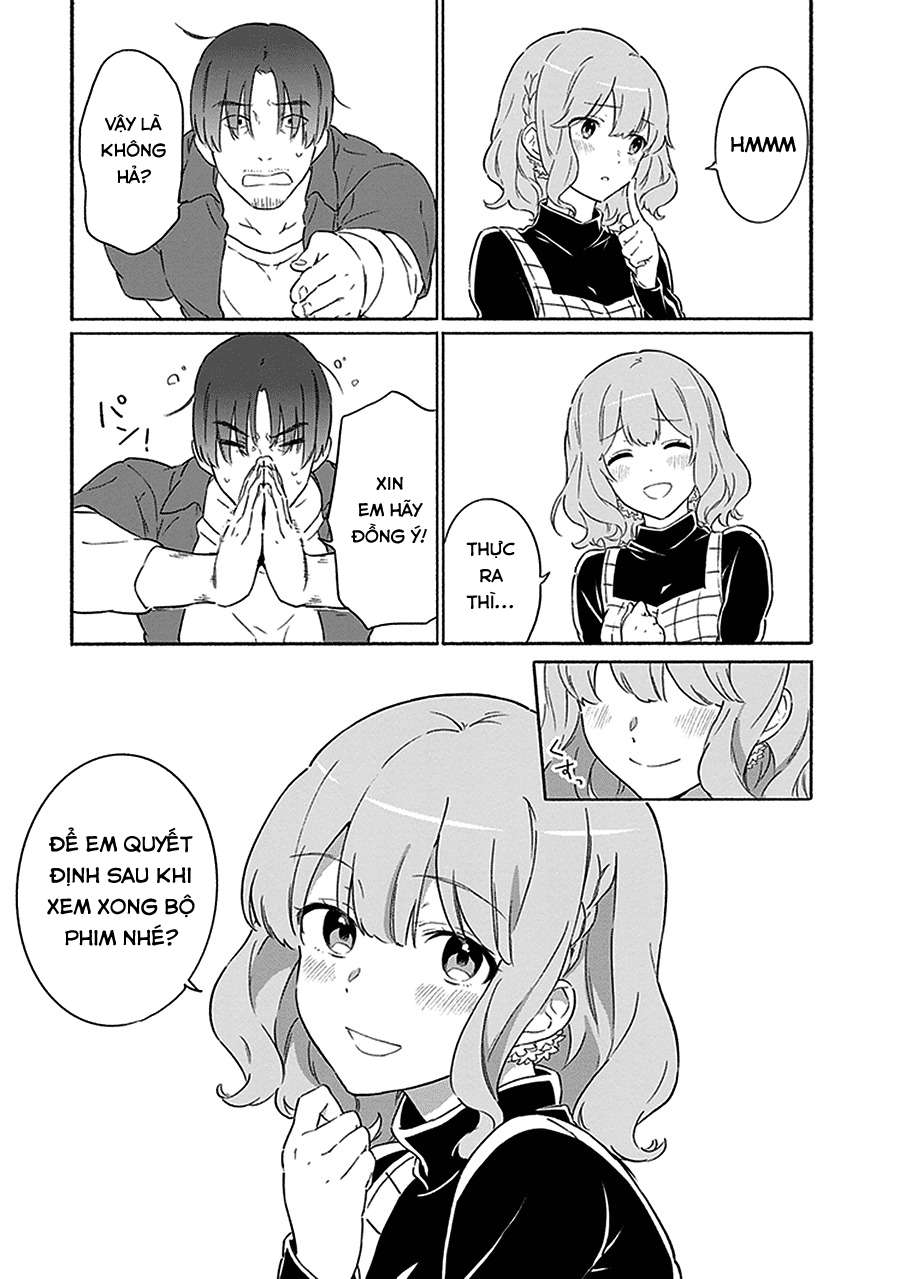 HMMM
VẬY LÀ
KHÔNG
HẢ?
THỰC
RA
THÌ...
XIN
EM HÃY
ĐỒNG Ý!
パン!
くすっ
ĐỂ EM QUYẾT
ĐỊNH SAU KHI
XEM XONG BỘ
PHIM NHÉ?